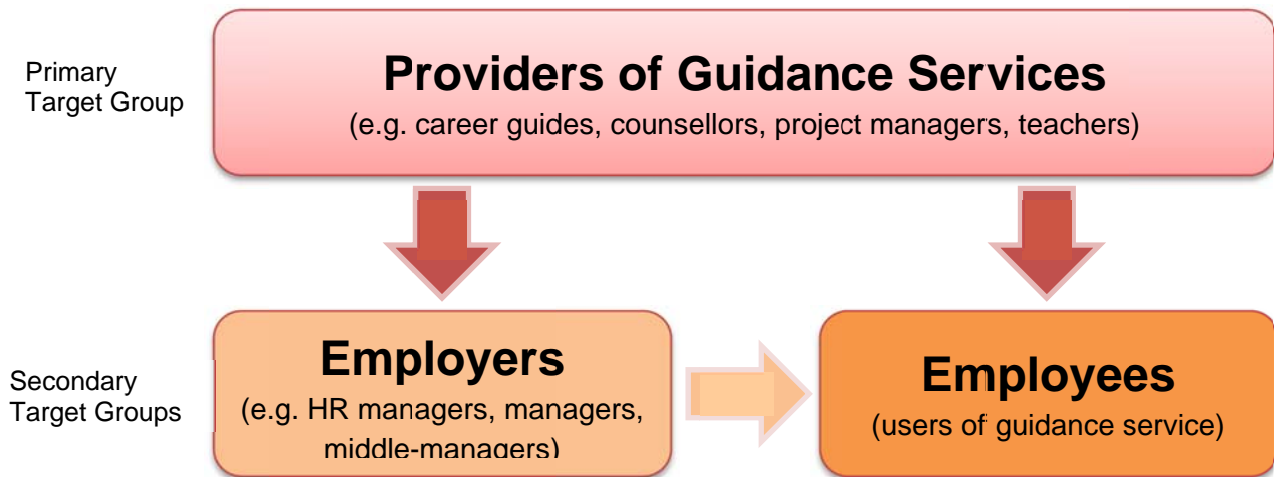 Primary
Target Group
Providers of Guidance Services
(e.g. career guides, counsellors, project managers, teachers)
Secondary
Target Groups
Employers
(e.g. HR managers, managers,
middle-managers)
Employees
(users of guidance service)